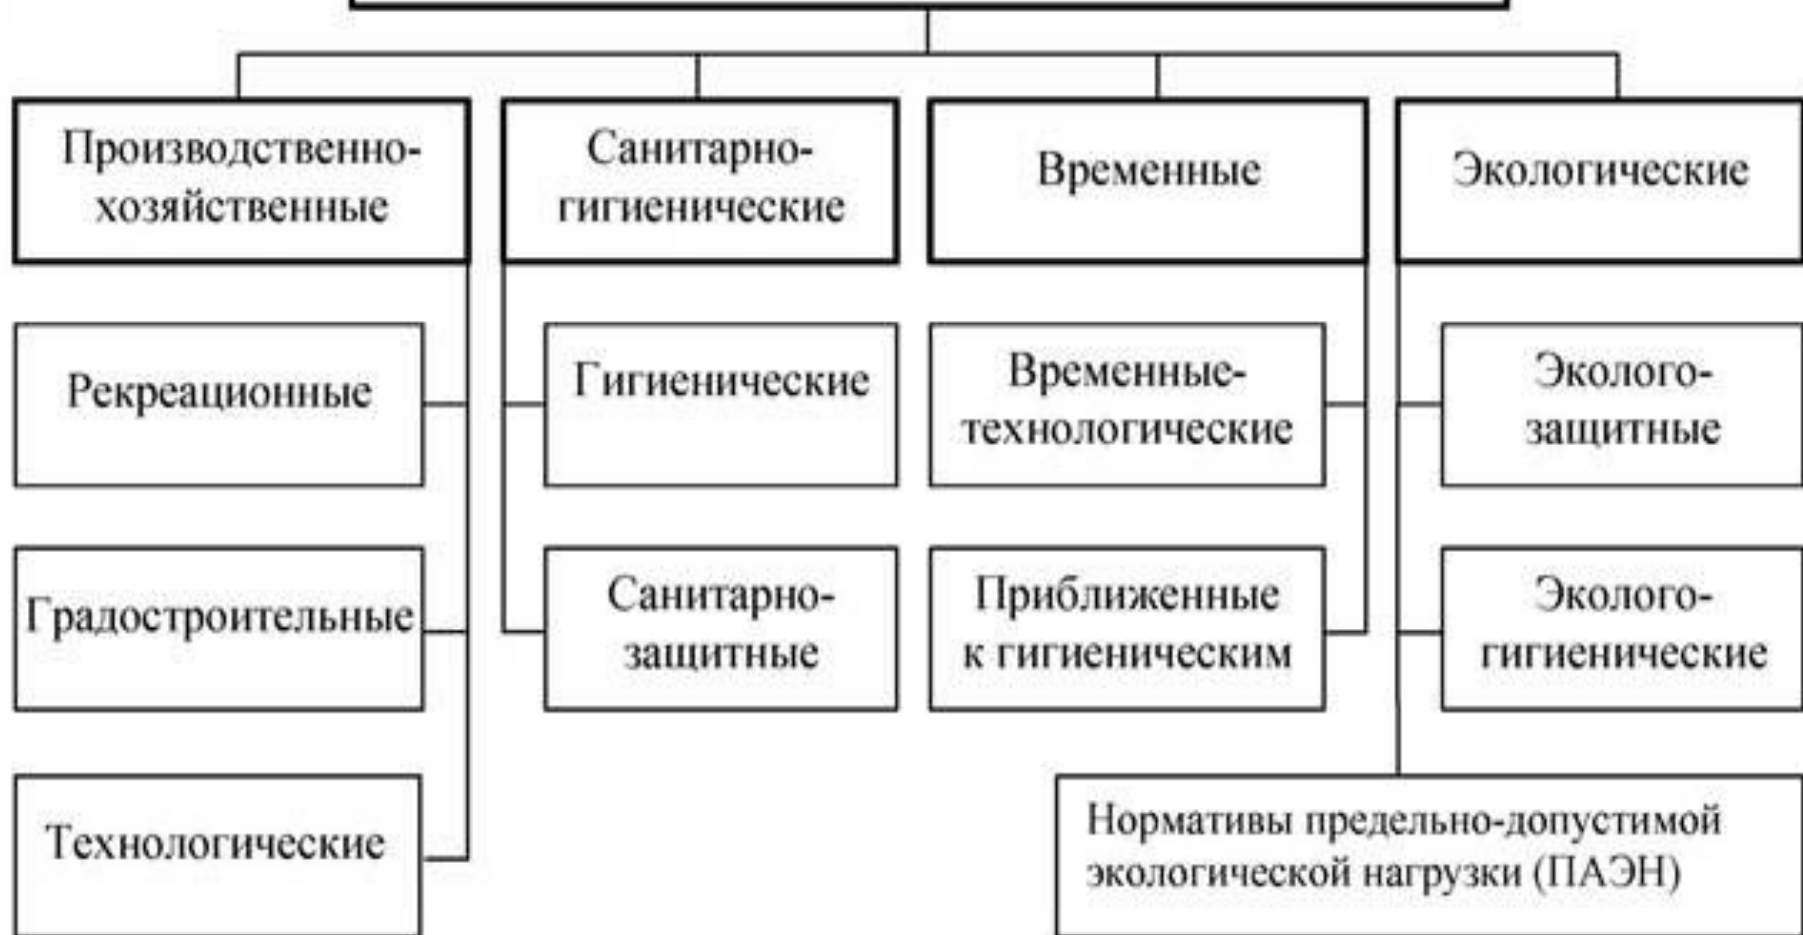 Производственно-
хозяйственные
Санитарно-
гигиенические
Временные
Экологические
Рекреационные
Гигиенические
Временные-
технологические
Эколого-
защитные
Градостроительные
Санитарно-
защитные
Приближенные
к гигиеническим
Эколого-
гигиенические
Технологические
Нормативы предельно-допустимой
экологической нагрузки (ПАЭН)